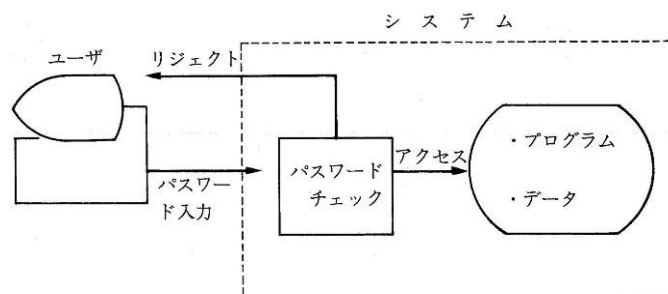 システム
ユーザ
リジェクト
パスワー
ド入力
パスワード
チェック
アクセス
・プログラム
・データ